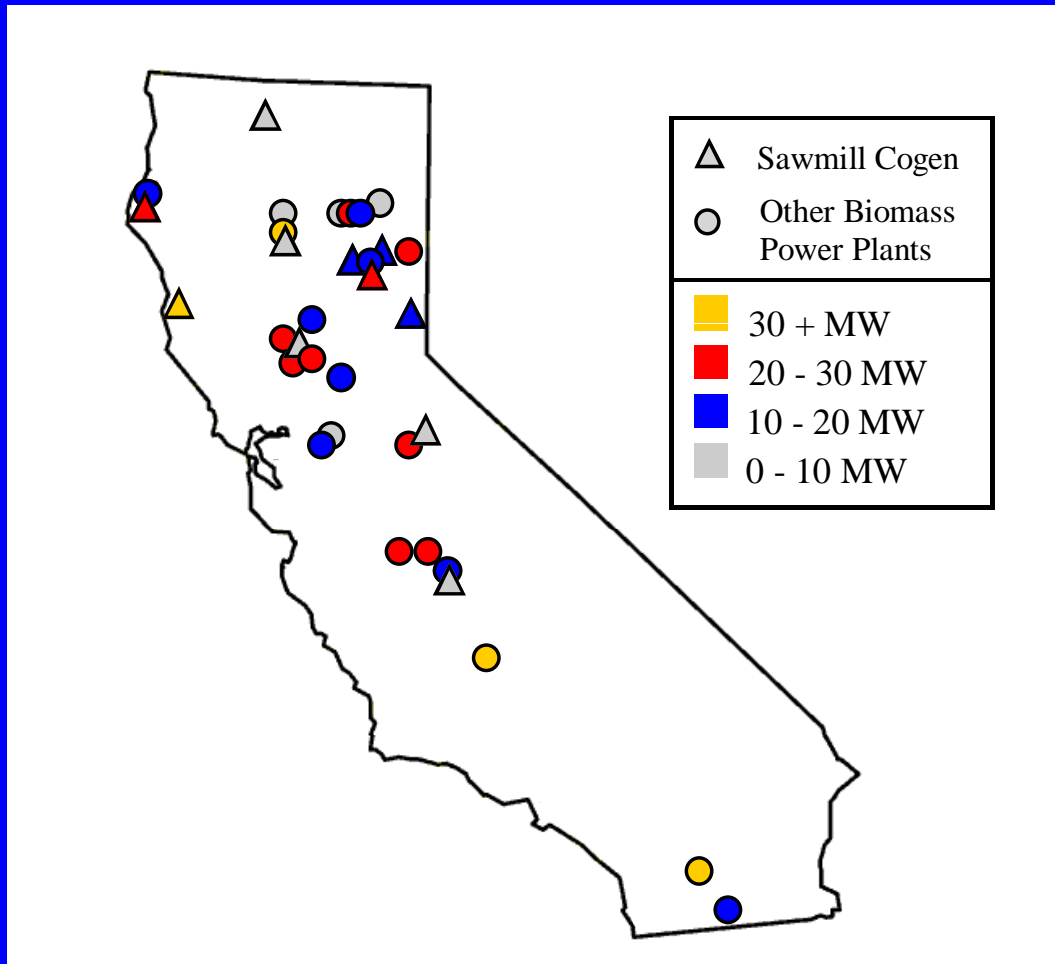 Sawmill Cogen
Other Biomass
Power Plants
30 + MW
20 - 30 MW
10 - 20 MW
0 - 10 MW